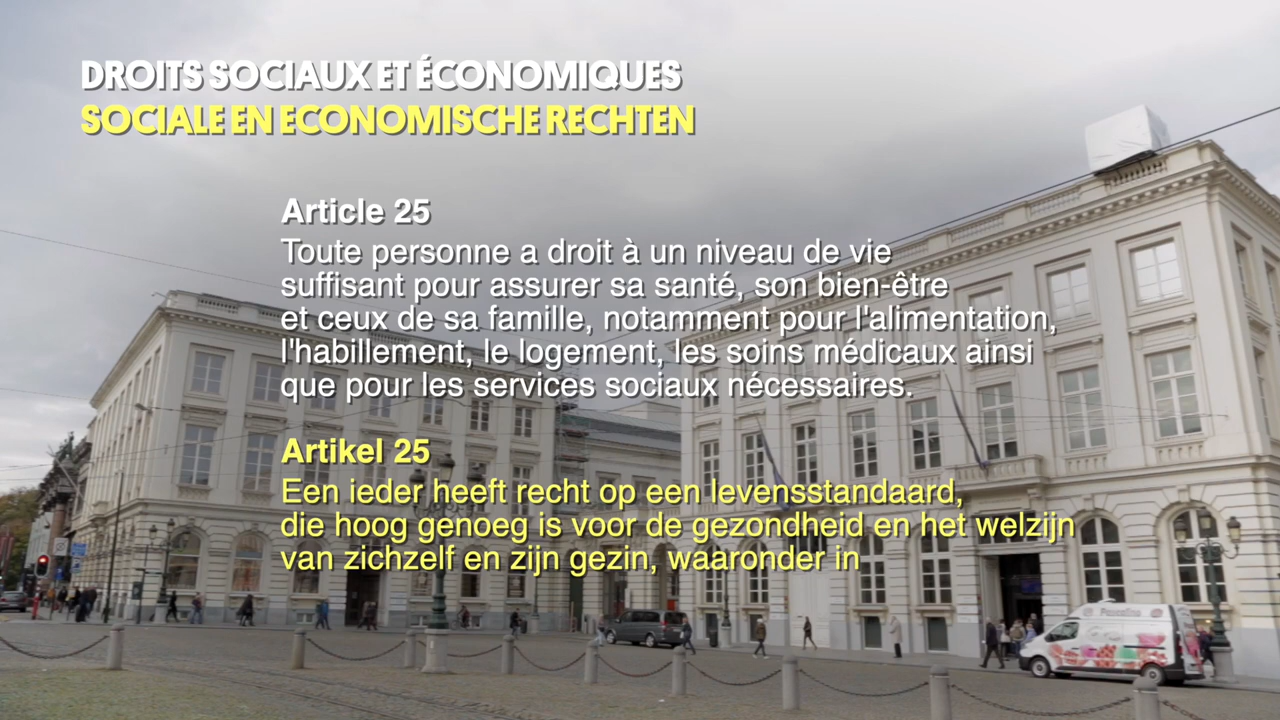 DROITS SOCIAUX ET ÉCONOMIQUES
SOCIALE EN ECONOMISCHE RECHTEN
Article 25
Toute personne a droit à un niveau de vie
suffisant pour assurer sa santé, son bien-être
et ceux de sa famille, notamment pour l'alimentation,
l'habillement, le logement, les soins médicaux ainsi
que pour les services sociaux nécessaires.
Artikel 25
Een ieder heeft recht op een levensstandaard,
die hoog genoeg is voor de gezondheid en het welzijn
van zichzelf en zijn gezin, waaronder in